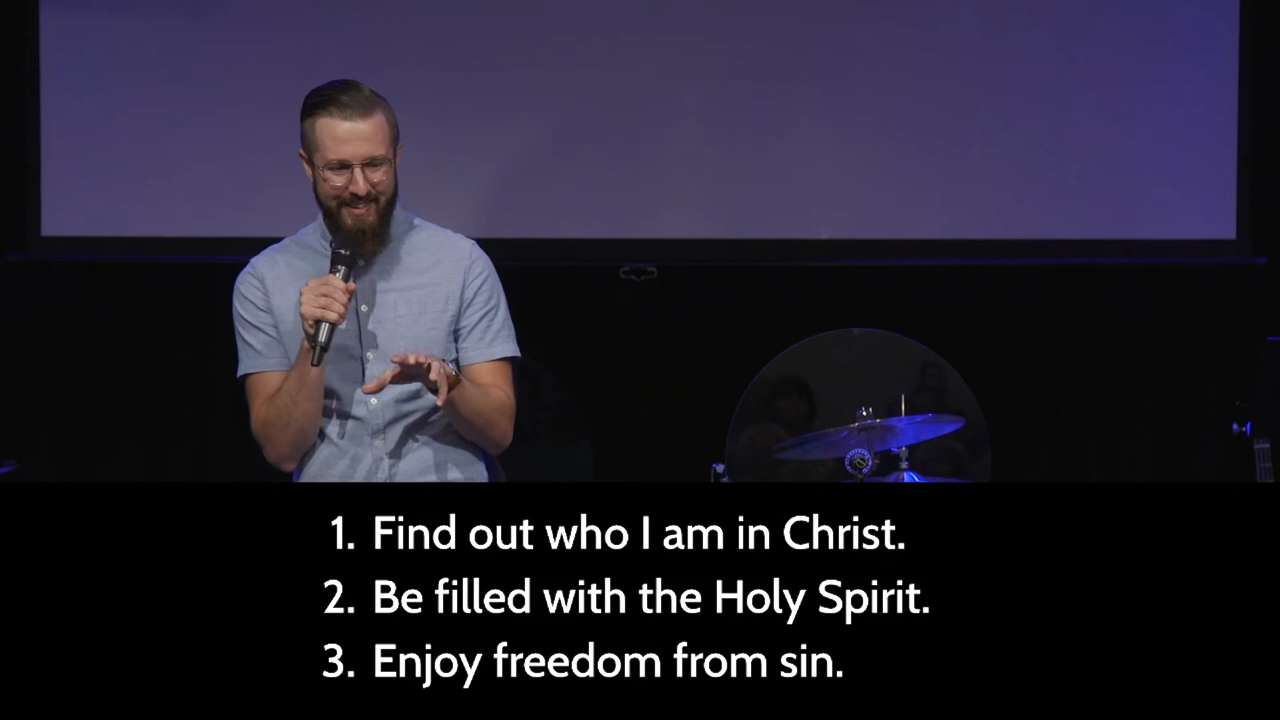 1. Find out who I am in Christ.
2. Be filled with the Holy Spirit.
3. Enjoy freedom from sin.